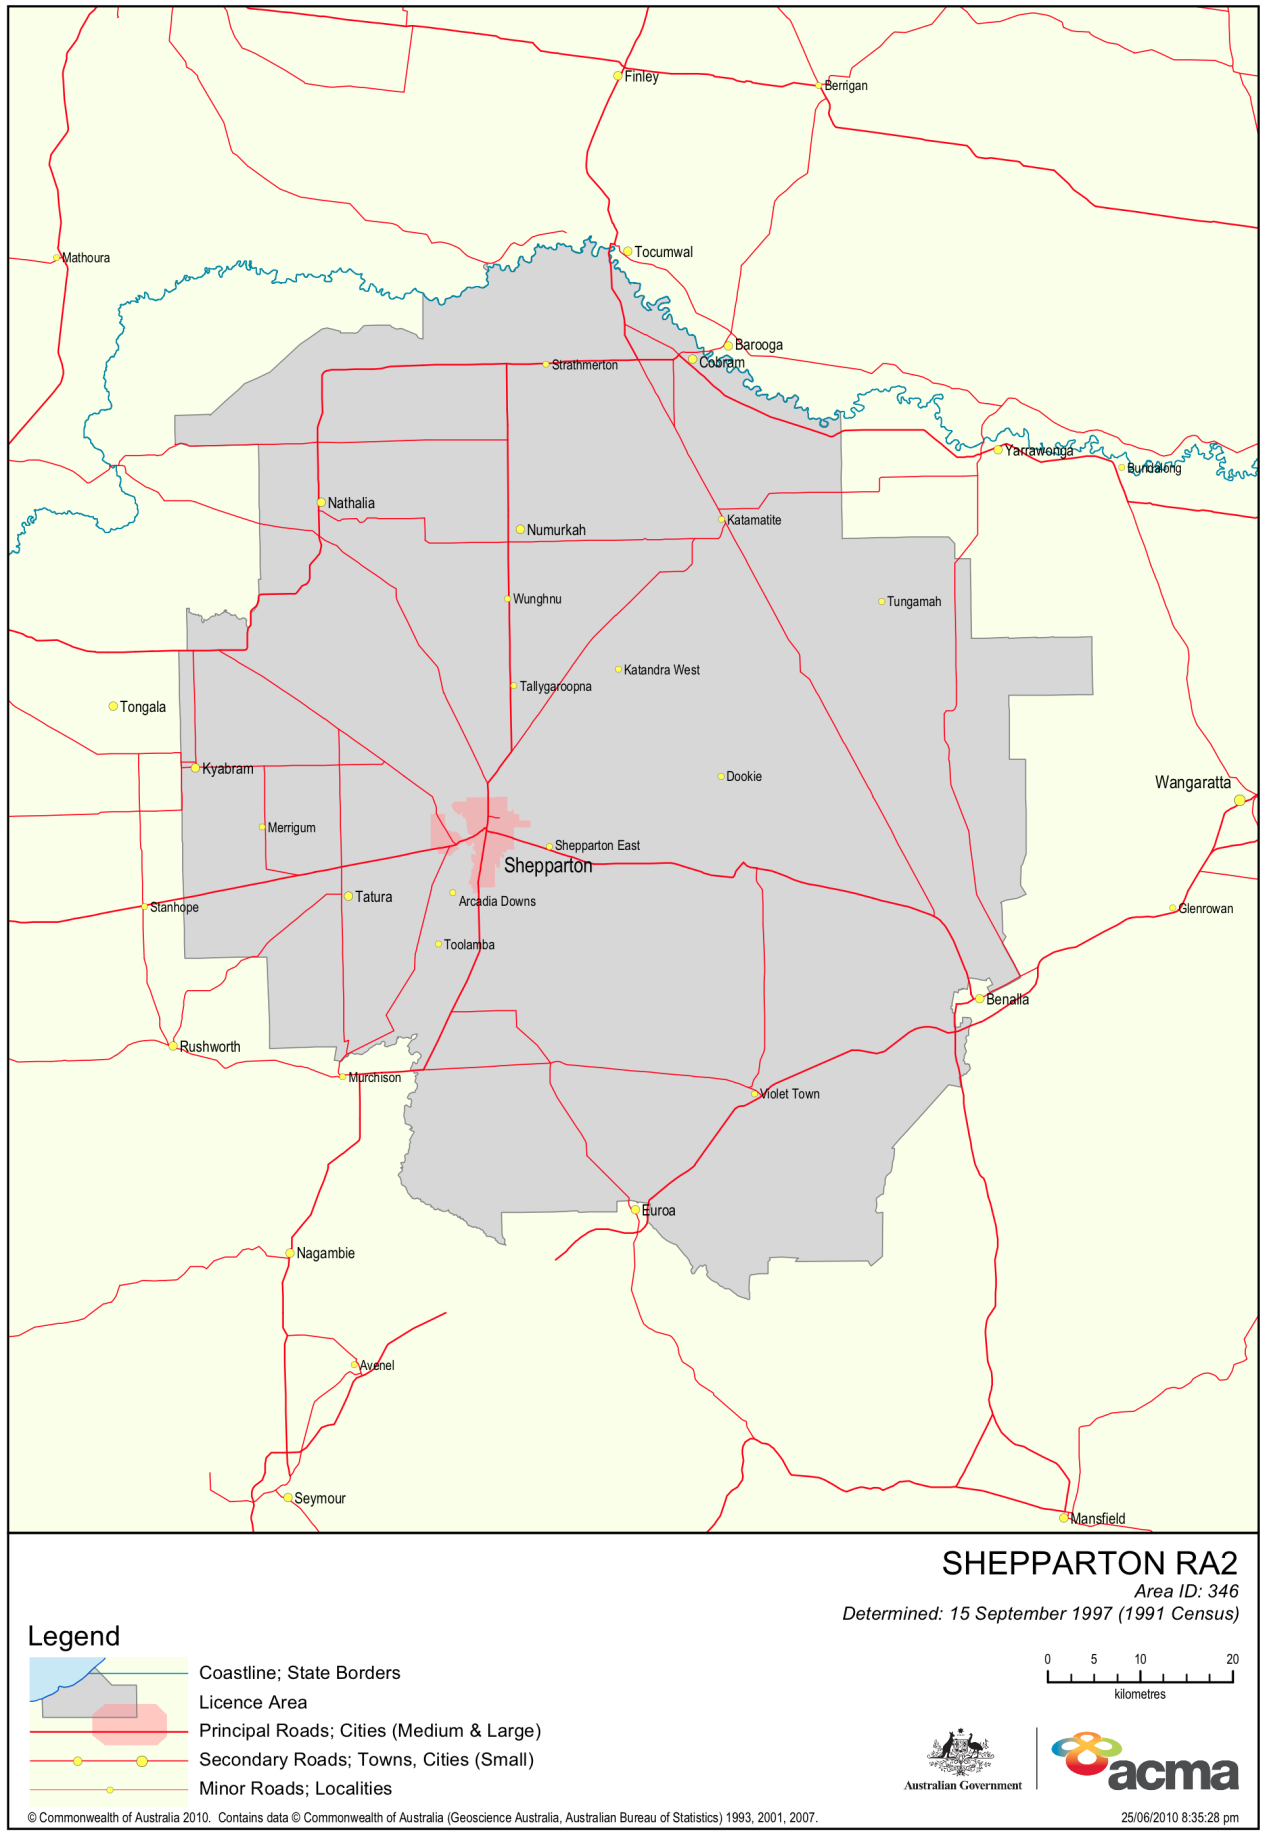 Finley
Berrigan
Tocumwal
Mathoura
Barooga
Cobram
Strathmerton
Yarrawonga
Bundalong
Nathalia
Katamatite
Numurkah
Wunghnu
Tungamah
Katandra West
Tallygaroopna
Tongala
Kyabram
Dookie
Wangaratta
Merrigum
Shepparton East
Shepparton
Tatura
Arcadia Downs
Stanhope
Glenrowan
Toolamba
Benalla
Rushworth
Murchison
Violet Town
Euroa
Nagambie
Avenel
Seymour
Mansfield
SHEPPARTON RA2
Area ID: 346
Determined: 15 September 1997 (1991 Census)
Legend
Coastline; State Borders
Licence Area
Principal Roads; Cities (Medium & Large)
Secondary Roads; Towns, Cities (Small)
Minor Roads; Localities
0 5 10 20
kilometres
Australian Government
acma
© Commonwealth of Australia 2010. Contains data © Commonwealth of Australia (Geoscience Australia, Australian Bureau of Statistics) 1993, 2001, 2007.
25/06/2010 8:35:28 pm